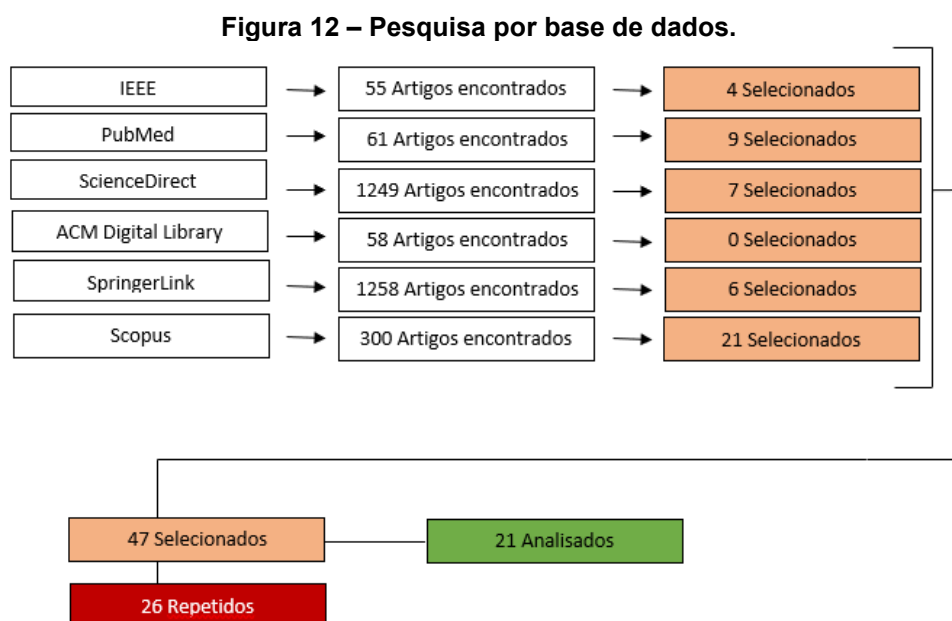 Figura 12 – Pesquisa por base de dados.
IEEE
55 Artigos encontrados
4 Selecionados
PubMed
61 Artigos encontrados
9 Selecionados
ScienceDirect
1249 Artigos encontrados
7 Selecionados
ACM Digital Library
58 Artigos encontrados
0 Selecionados
SpringerLink
1258 Artigos encontrados
6 Selecionados
Scopus
300 Artigos encontrados
21 Selecionados
47 Selecionados
21 Analisados
26 Repetidos